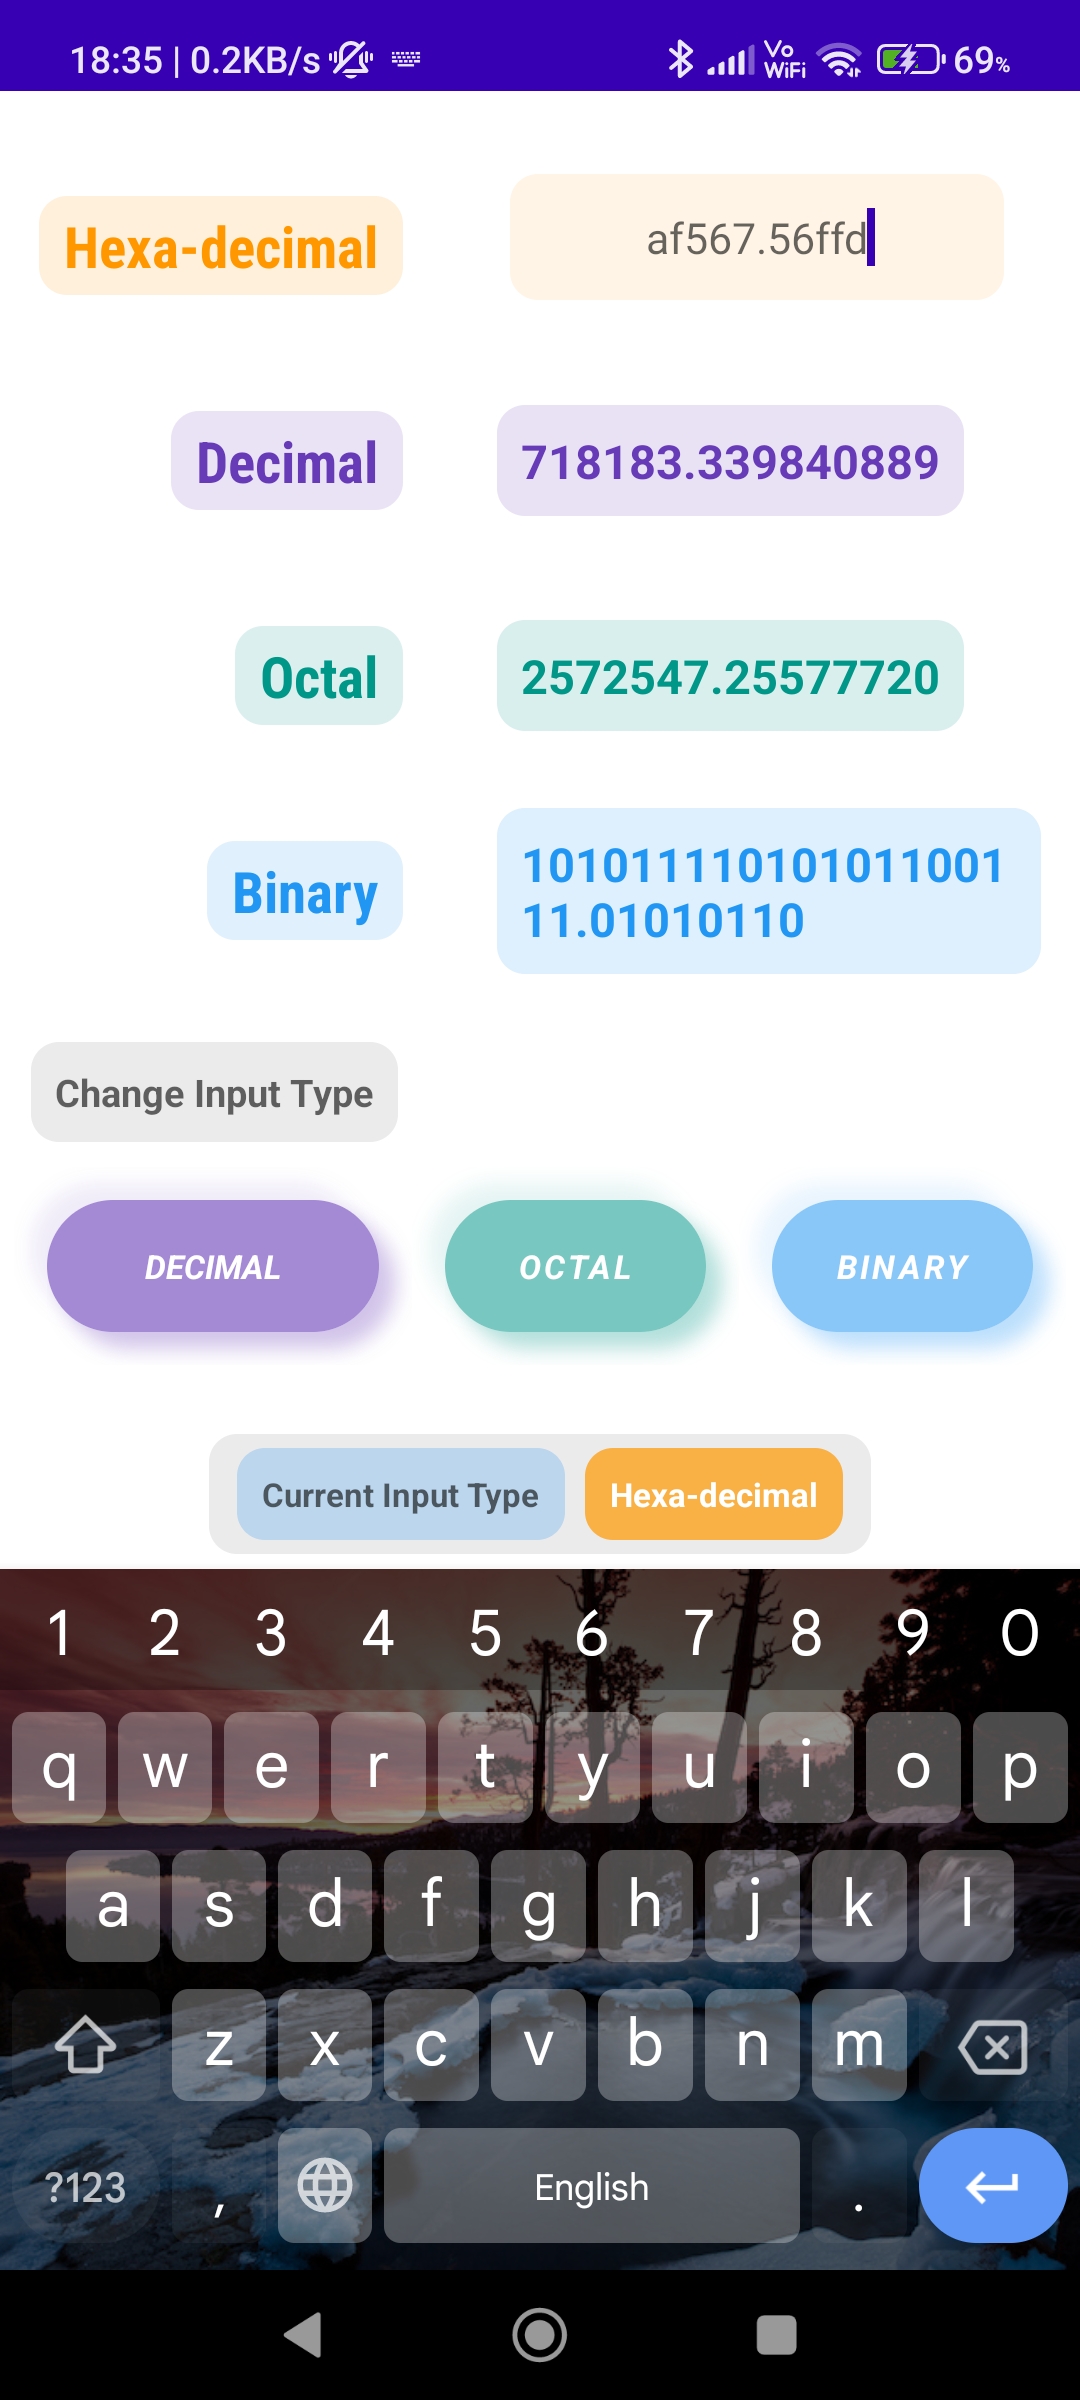 18:35 | 0.2KB/s Vo WiFi 69%
Hexa-decimal af567.56ffd
Decimal 718183.339840889
Octal 2572547.25577720
Binary 101011110101011001
11.01010110
Change Input Type
DECIMAL OCTAL BINARY
Current Input Type Hexa-decimal
1 2 3 4 5 6 7 8 9 0
q w e r t y u i o p
a s d f g h j k l
z x c v b n m
?123 , English .